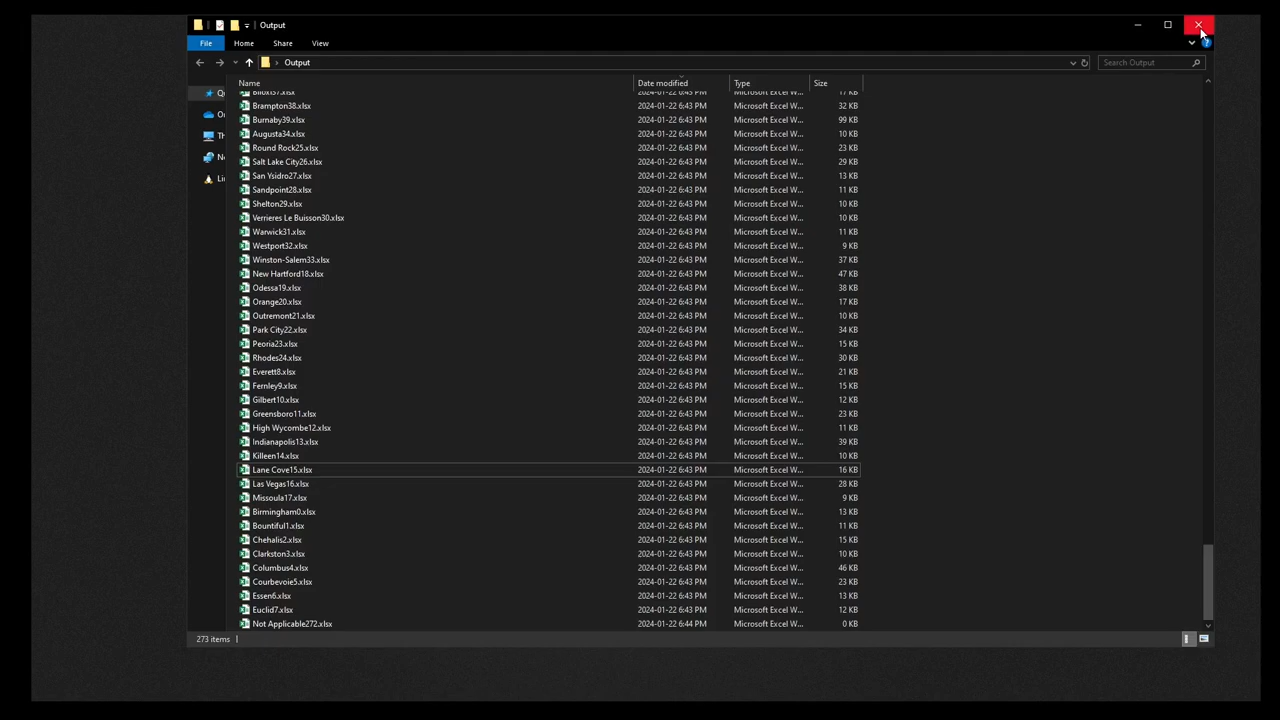 Output
File Home Share View
Output Search Output
Name Date modified Type Size
Biloxi37.xlsx 2024-01-22 6:43 PM Microsoft Excel W... 17 KB
Brampton38.xlsx 2024-01-22 6:43 PM Microsoft Excel W... 32 KB
Burnaby39.xlsx 2024-01-22 6:43 PM Microsoft Excel W... 99 KB
Augusta34.xlsx 2024-01-22 6:43 PM Microsoft Excel W... 10 KB
Round Rock25.xlsx 2024-01-22 6:43 PM Microsoft Excel W... 23 KB
Salt Lake City26.xlsx 2024-01-22 6:43 PM Microsoft Excel W... 29 KB
San Ysidro27.xlsx 2024-01-22 6:43 PM Microsoft Excel W... 13 KB
Sandpoint28.xlsx 2024-01-22 6:43 PM Microsoft Excel W... 11 KB
Shelton29.xlsx 2024-01-22 6:43 PM Microsoft Excel W... 10 KB
Verrieres Le Buisson30.xlsx 2024-01-22 6:43 PM Microsoft Excel W... 10 KB
Warwick31.xlsx 2024-01-22 6:43 PM Microsoft Excel W... 11 KB
Westport32.xlsx 2024-01-22 6:43 PM Microsoft Excel W... 9 KB
Winston-Salem33.xlsx 2024-01-22 6:43 PM Microsoft Excel W... 37 KB
New Hartford18.xlsx 2024-01-22 6:43 PM Microsoft Excel W... 47 KB
Odessa19.xlsx 2024-01-22 6:43 PM Microsoft Excel W... 38 KB
Orange20.xlsx 2024-01-22 6:43 PM Microsoft Excel W... 17 KB
Outremont21.xlsx 2024-01-22 6:43 PM Microsoft Excel W... 10 KB
Park City22.xlsx 2024-01-22 6:43 PM Microsoft Excel W... 34 KB
Peoria23.xlsx 2024-01-22 6:43 PM Microsoft Excel W... 15 KB
Rhodes24.xlsx 2024-01-22 6:43 PM Microsoft Excel W... 30 KB
Everett8.xlsx 2024-01-22 6:43 PM Microsoft Excel W... 21 KB
Fernley9.xlsx 2024-01-22 6:43 PM Microsoft Excel W... 15 KB
Gilbert10.xlsx 2024-01-22 6:43 PM Microsoft Excel W... 12 KB
Greensboro11.xlsx 2024-01-22 6:43 PM Microsoft Excel W... 23 KB
High Wycombe12.xlsx 2024-01-22 6:43 PM Microsoft Excel W... 11 KB
Indianapolis13.xlsx 2024-01-22 6:43 PM Microsoft Excel W... 39 KB
Killeen14.xlsx 2024-01-22 6:43 PM Microsoft Excel W... 10 KB
Lane Cove15.xlsx 2024-01-22 6:43 PM Microsoft Excel W... 16 KB
Las Vegas16.xlsx 2024-01-22 6:43 PM Microsoft Excel W... 28 KB
Missoula17.xlsx 2024-01-22 6:43 PM Microsoft Excel W... 9 KB
Birmingham0.xlsx 2024-01-22 6:43 PM Microsoft Excel W... 13 KB
Bountiful1.xlsx 2024-01-22 6:43 PM Microsoft Excel W... 11 KB
Chehalis2.xlsx 2024-01-22 6:43 PM Microsoft Excel W... 15 KB
Clarkston3.xlsx 2024-01-22 6:43 PM Microsoft Excel W... 10 KB
Columbus4.xlsx 2024-01-22 6:43 PM Microsoft Excel W... 46 KB
Courbevoie5.xlsx 2024-01-22 6:43 PM Microsoft Excel W... 23 KB
Essen6.xlsx 2024-01-22 6:43 PM Microsoft Excel W... 13 KB
Euclid7.xlsx 2024-01-22 6:43 PM Microsoft Excel W... 12 KB
Not Applicable272.xlsx 2024-01-22 6:44 PM Microsoft Excel W... 0 KB
273 items